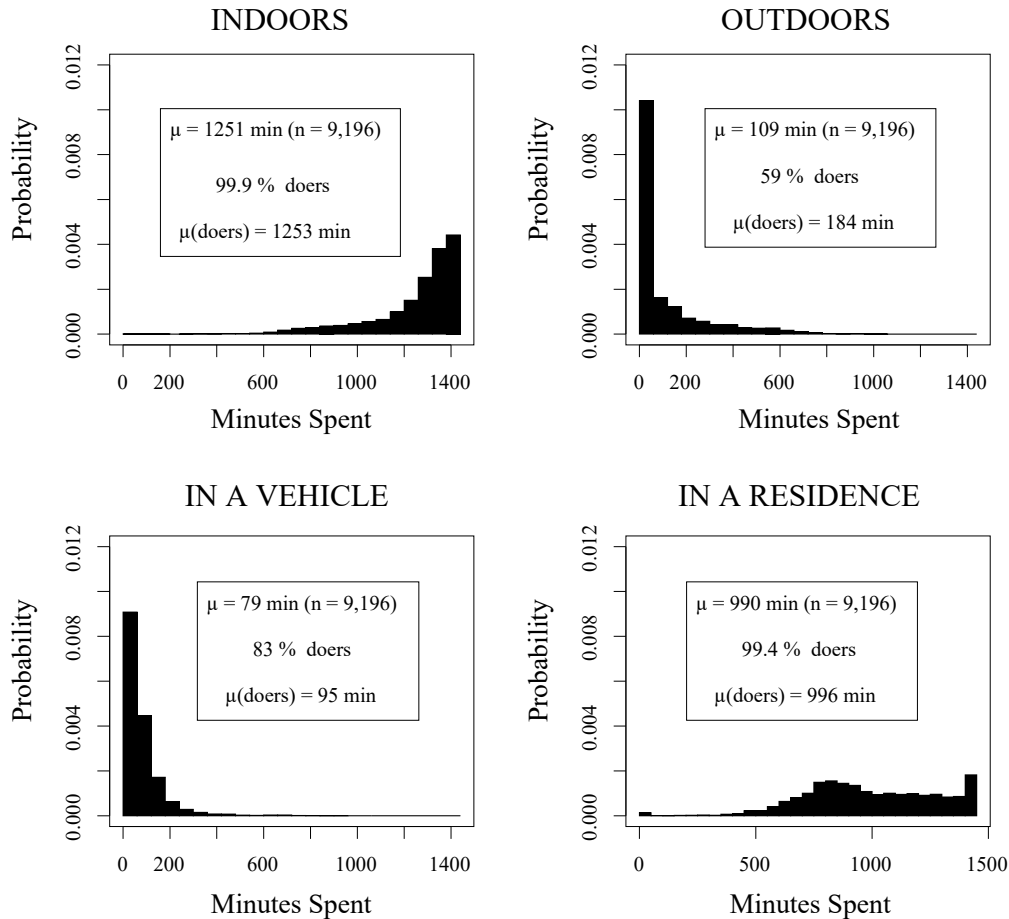 INDOORS
Probability
0.012
0.008
0.004
0.000
µ = 1251 min (n = 9,196)
99.9 % doers
µ(doers) = 1253 min
0 200 600 1000 1400
Minutes Spent
OUTDOORS
Probability
0.012
0.008
0.004
0.000
µ = 109 min (n = 9,196)
59 % doers
µ(doers) = 184 min
0 200 600 1000 1400
Minutes Spent
IN A VEHICLE
Probability
0.012
0.008
0.004
0.000
µ = 79 min (n = 9,196)
83 % doers
µ(doers) = 95 min
0 200 600 1000 1400
Minutes Spent
IN A RESIDENCE
Probability
0.012
0.008
0.004
0.000
µ = 990 min (n = 9,196)
99.4 % doers
µ(doers) = 996 min
0 500 1000 1500
Minutes Spent